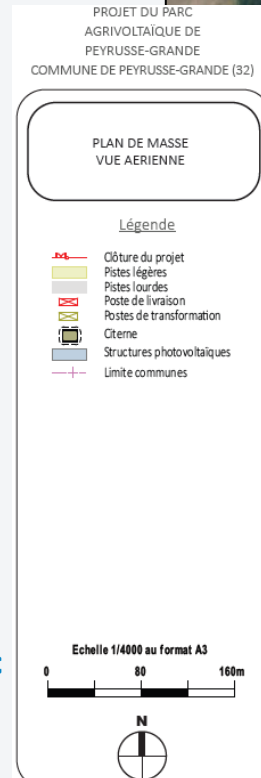 PROJET DU PARC
AGRIVOLTAÏQUE DE
PEYRUSSE-GRANDE
COMMUNE DE PEYRUSSE-GRANDE (32)
PLAN DE MASSE
VUE AERIENNE
Légende
Clôture du projet
Pistes légères
Pistes lourdes
Poste de livraison
Postes de transformation
Citerne
Structures photovoltaïques
Limite communes
Echelle 1/4000 au format A3
0 80 160m
N